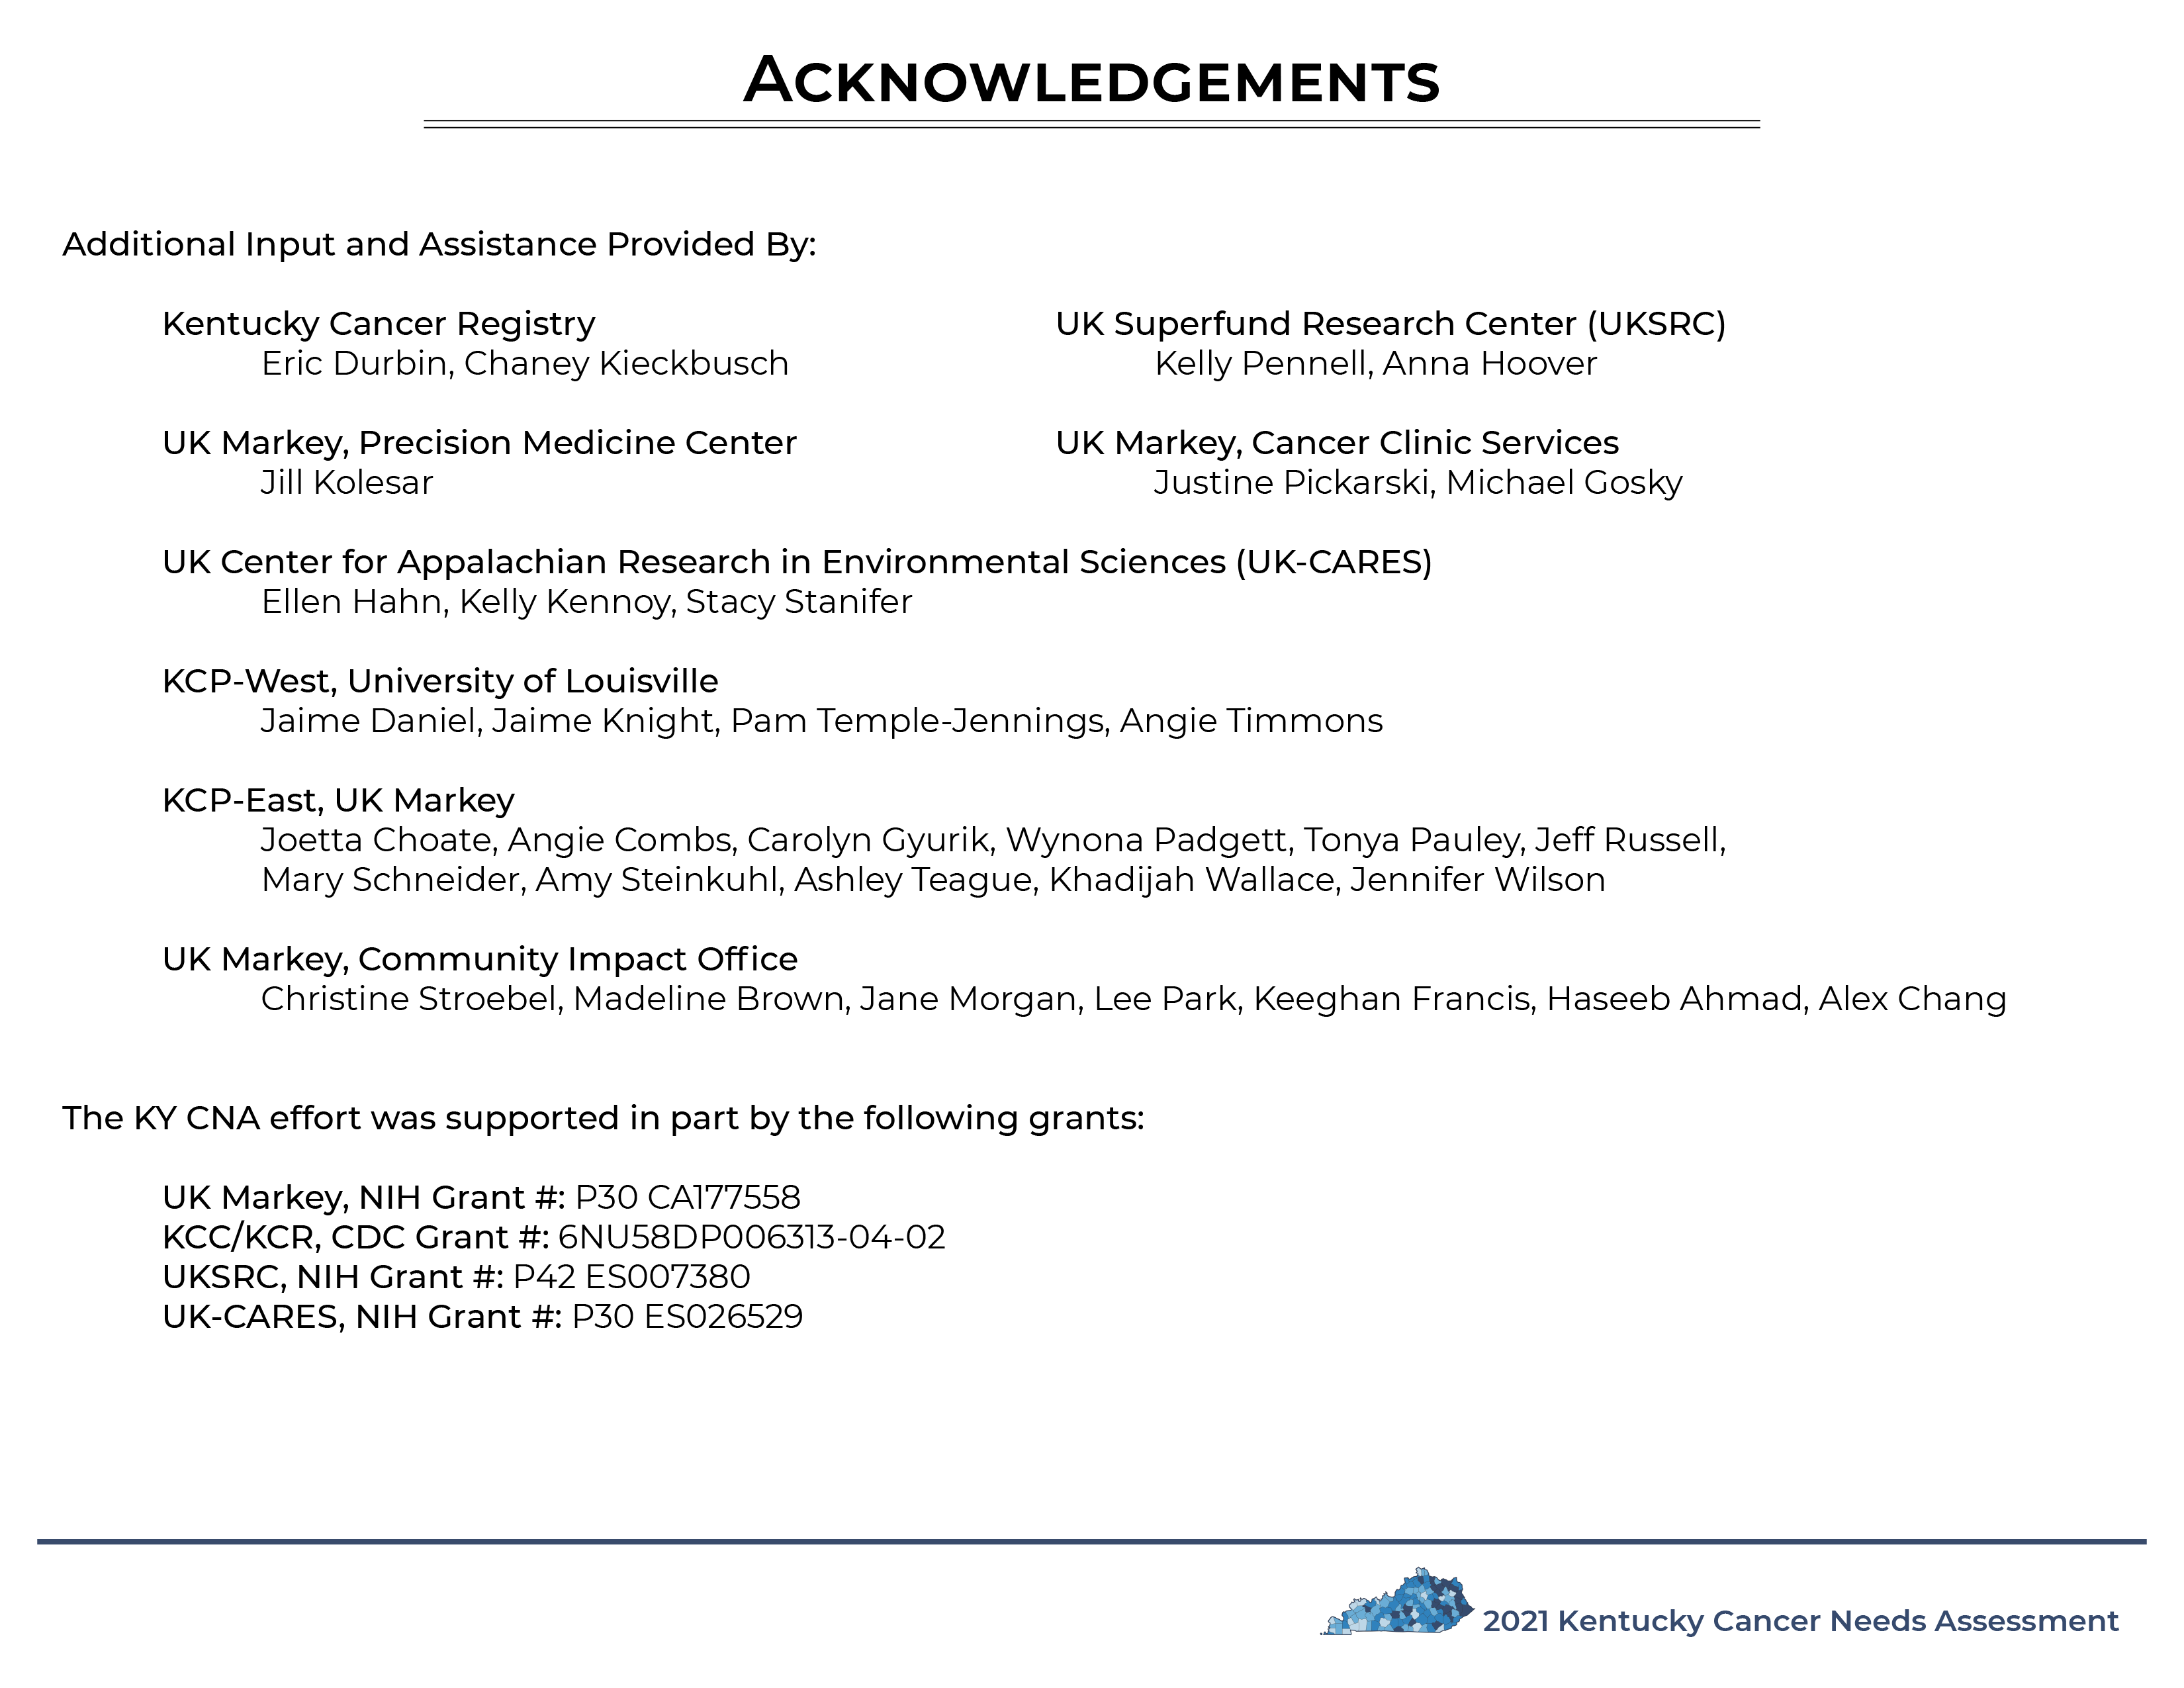 ACKNOWLEDGEMENTS
Additional Input and Assistance Provided By:
Kentucky Cancer Registry
Eric Durbin, Chaney Kieckbusch
UK Superfund Research Center (UKSRC)
Kelly Pennell, Anna Hoover
UK Markey, Precision Medicine Center
Jill Kolesar
UK Markey, Cancer Clinic Services
Justine Pickarski, Michael Gosky
UK Center for Appalachian Research in Environmental Sciences (UK-CARES)
Ellen Hahn, Kelly Kennoy, Stacy Stanifer
KCP-West, University of Louisville
Jaime Daniel, Jaime Knight, Pam Temple-Jennings, Angie Timmons
KCP-East, UK Markey
Joetta Choate, Angie Combs, Carolyn Gyurik, Wynona Padgett, Tonya Pauley, Jeff Russell,
Mary Schneider, Amy Steinkuhl, Ashley Teague, Khadijah Wallace, Jennifer Wilson
UK Markey, Community Impact Office
Christine Stroebel, Madeline Brown, Jane Morgan, Lee Park, Keeghan Francis, Haseeb Ahmad, Alex Chang
The KY CNA effort was supported in part by the following grants:
UK Markey, NIH Grant #: P30 CA177558
KCC/KCR, CDC Grant #: 6NU58DP006313-04-02
UKSRC, NIH Grant #: P42 ES007380
UK-CARES, NIH Grant #: P30 ES026529
2021 Kentucky Cancer Needs Assessment